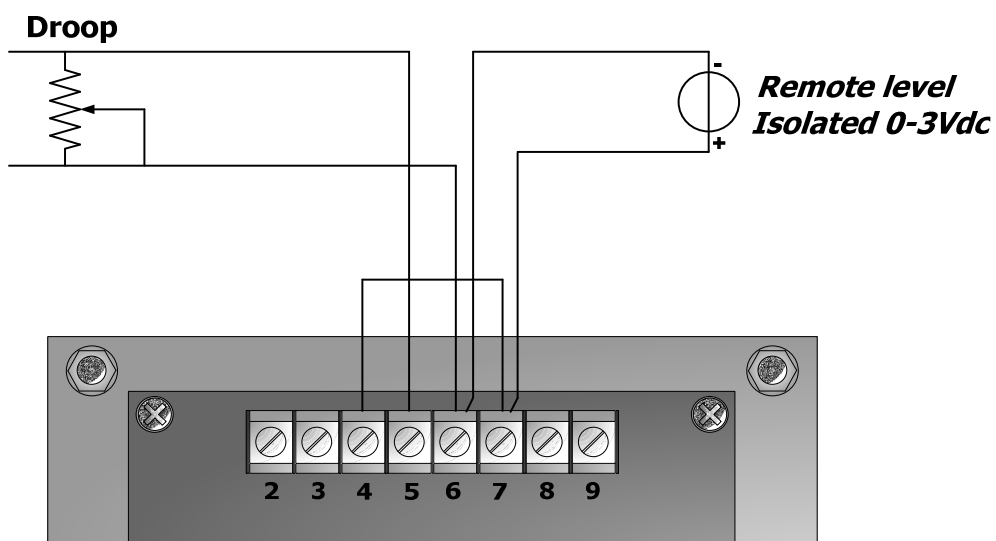 Droop
-
Remote level
Isolated 0-3Vdc
+
2 3 4 5 6 7 8 9